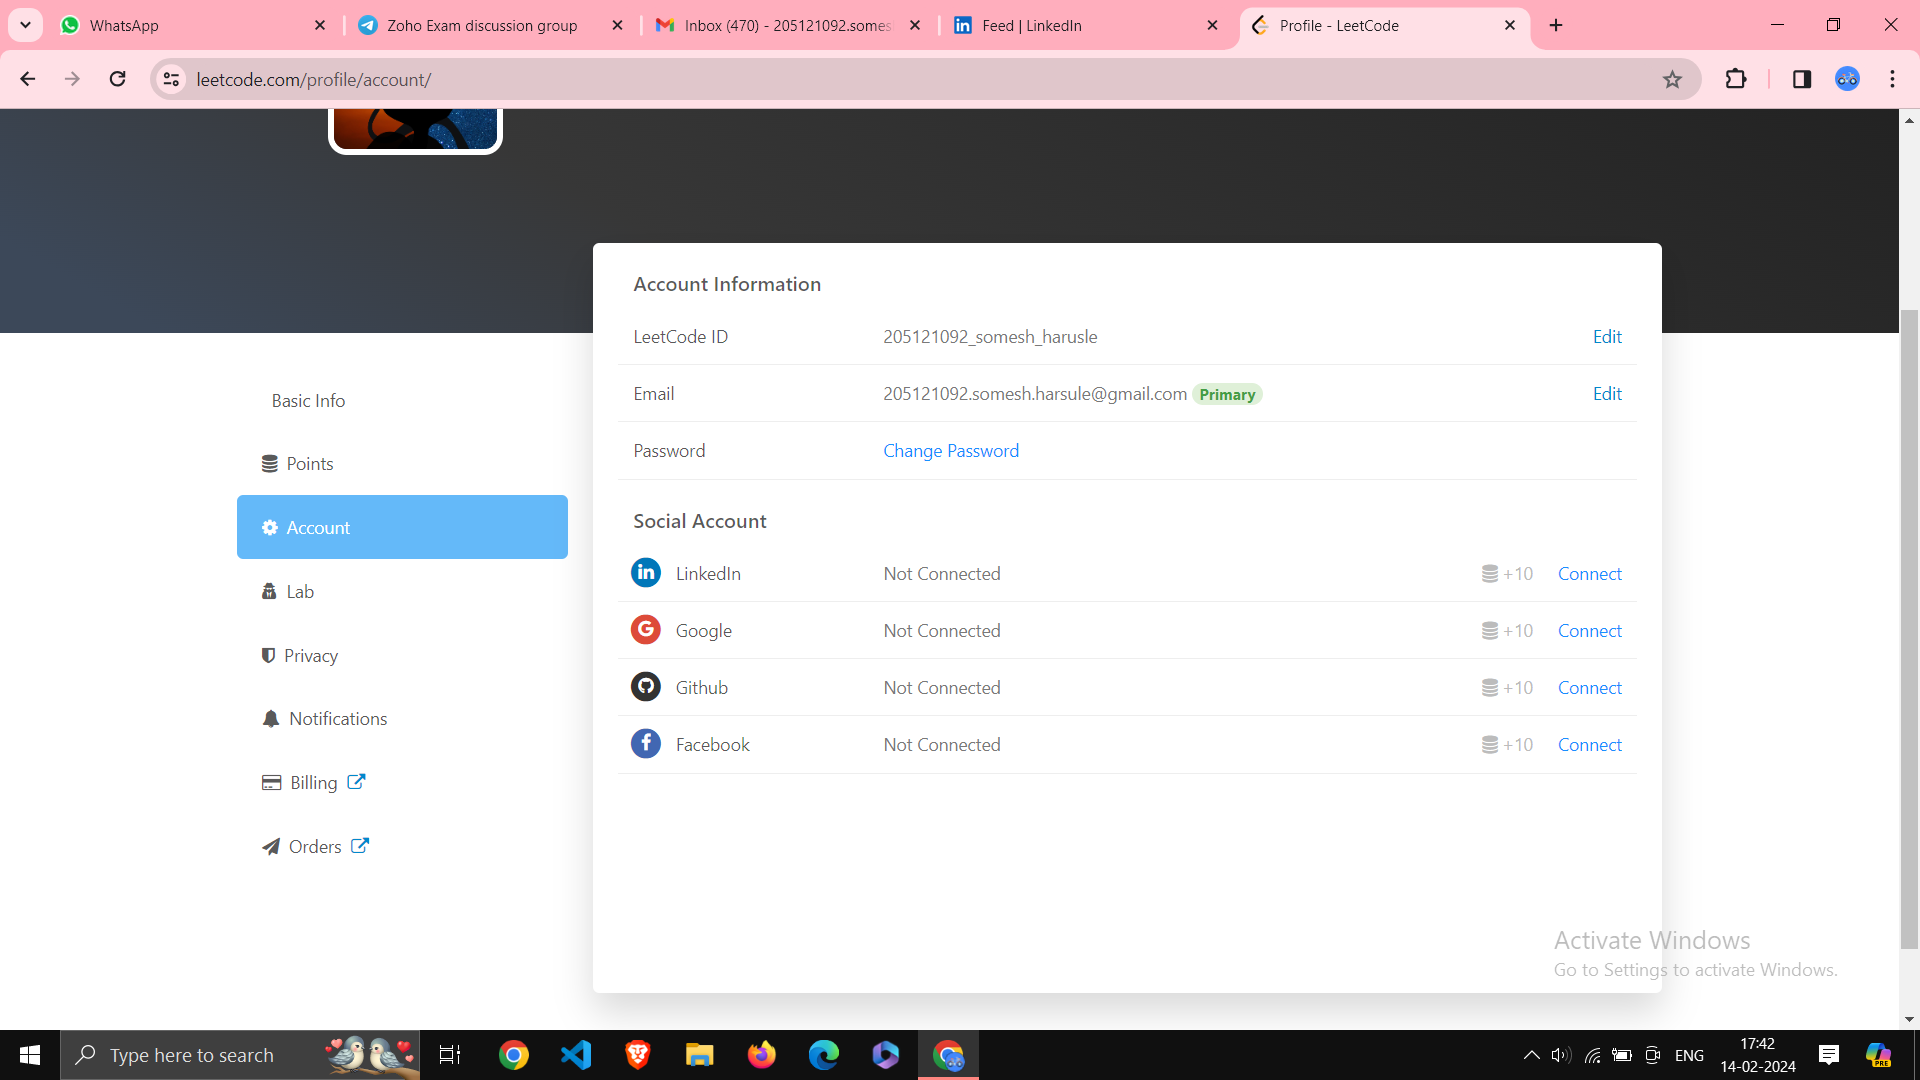 WhatsApp
Zoho Exam discussion group
Inbox (470) - 205121092.somes
Feed | LinkedIn
Profile - LeetCode
leetcode.com/profile/account/
Account Information
LeetCode ID 205121092_somesh_harusle Edit
Email 205121092.somesh.harsule@gmail.com Primary Edit
Password Change Password
Social Account
LinkedIn Not Connected +10 Connect
Google Not Connected +10 Connect
Github Not Connected +10 Connect
Facebook Not Connected +10 Connect
Basic Info
Points
Account
Lab
Privacy
Notifications
Billing
Orders
Activate Windows
Go to Settings to activate Windows.
Type here to search
ENG
17:42
14-02-2024
PRE